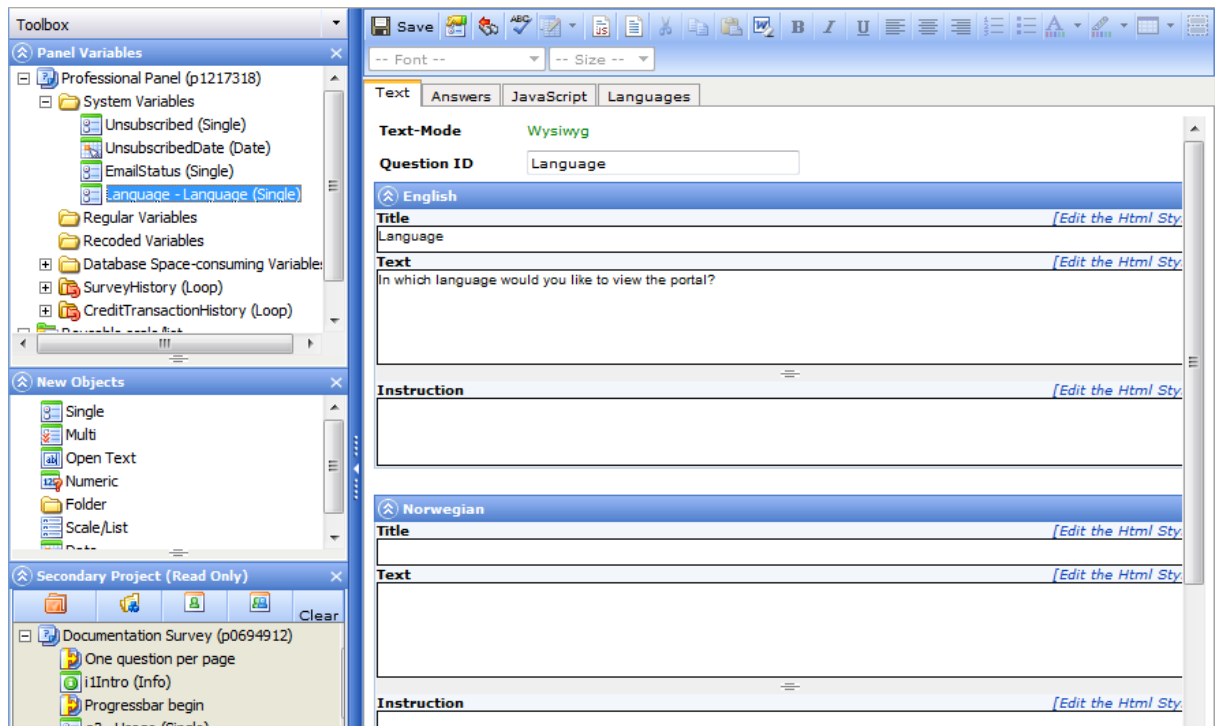 Toolbox
Panel Variables
Professional Panel (p1217318)
System Variables
Unsubscribed (Single)
UnsubscribedDate (Date)
EmailStatus (Single)
Language - Language (Single)
Regular Variables
Recoded Variables
Database Space-consuming Variable
SurveyHistory (Loop)
CreditTransactionHistory (Loop)
New Objects
Single
Multi
Open Text
Numeric
Folder
Scale/List
Secondary Project (Read Only)
Clear
Documentation Survey (p0694912)
One question per page
i1Intro (Info)
Progressbar begin
Save ABC B I U
-- Font -- -- Size --
Text Answers JavaScript Languages
Text-Mode Wysiwyg
Question ID Language
English
Title [Edit the Html Sty
Language
Text [Edit the Html Sty
In which language would you like to view the portal?
Instruction [Edit the Html Sty
Norwegian
Title [Edit the Html Sty
Text [Edit the Html Sty
Instruction [Edit the Html Sty